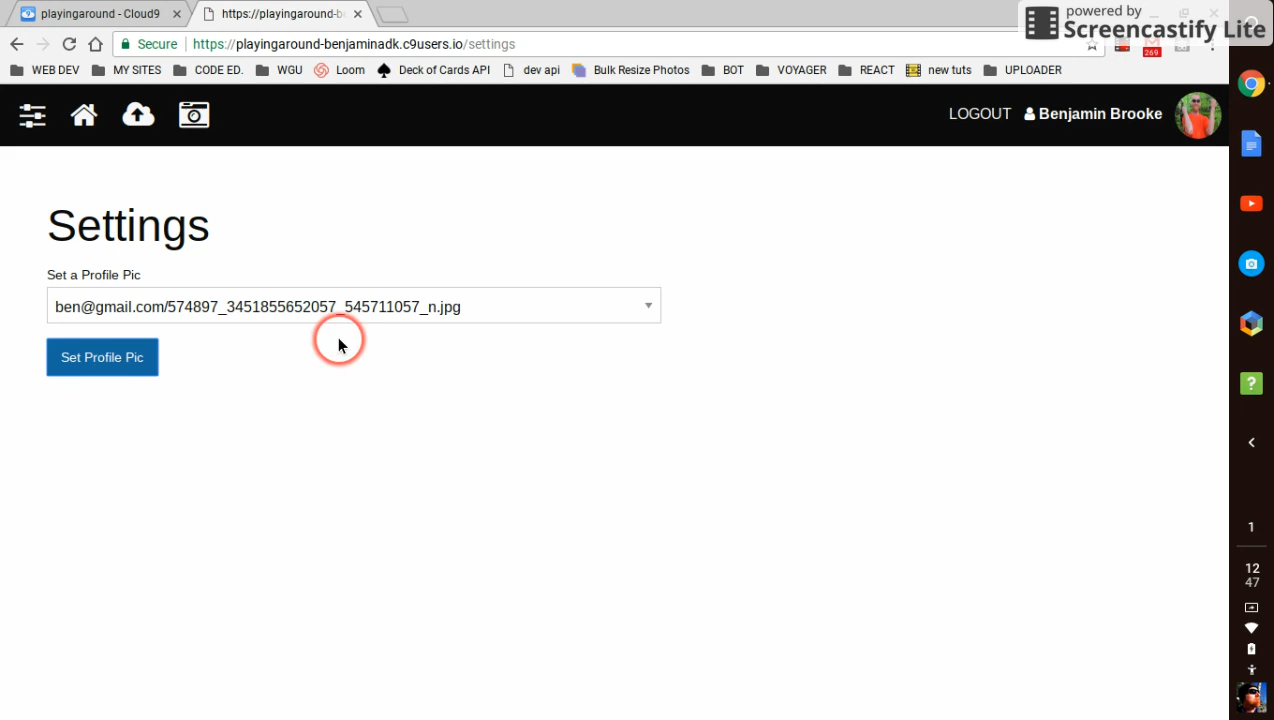 playingaround - Cloud9
https://playingaround-be
powered by
Screencastify Lite
Secure
https://playingaround-benjaminadk.c9users.io/settings
269
WEB DEV
MY SITES
CODE ED.
WGU
Loom
Deck of Cards API
dev api
Bulk Resize Photos
BOT
VOYAGER
REACT
new tuts
UPLOADER
LOGOUT
Benjamin Brooke
Settings
Set a Profile Pic
ben@gmail.com/574897_3451855652057_545711057_n.jpg
Set Profile Pic
?
1
12
47